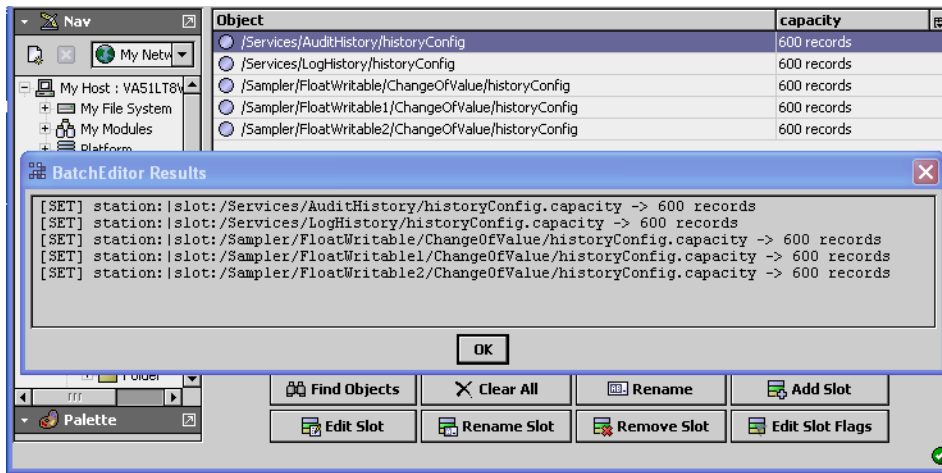 Nav
Object
capacity
/Services/AuditHistory/historyConfig
600 records
My Netw
/Services/LogHistory/historyConfig
600 records
My Host : VA51LT8V
/Sampler/FloatWritable/ChangeOfValue/historyConfig
600 records
My File System
/Sampler/FloatWritable1/ChangeOfValue/historyConfig
600 records
My Modules
/Sampler/FloatWritable2/ChangeOfValue/historyConfig
600 records
Platform
BatchEditor Results
[SET] station:|slot:/Services/AuditHistory/historyConfig.capacity -> 600 records
[SET] station:|slot:/Services/LogHistory/historyConfig.capacity -> 600 records
[SET] station:|slot:/Sampler/FloatWritable/ChangeOfValue/historyConfig.capacity -> 600 records
[SET] station:|slot:/Sampler/FloatWritable1/ChangeOfValue/historyConfig.capacity -> 600 records
[SET] station:|slot:/Sampler/FloatWritable2/ChangeOfValue/historyConfig.capacity -> 600 records
OK
Folder
Find Objects
Clear All
Rename
Add Slot
Palette
Edit Slot
Rename Slot
Remove Slot
Edit Slot Flags